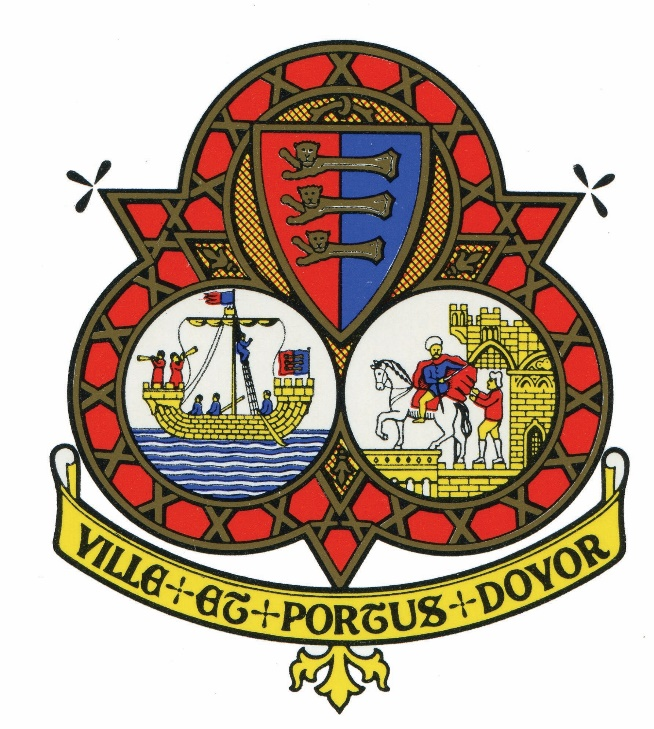 VILLE + ET + PORTUS + DOVOR